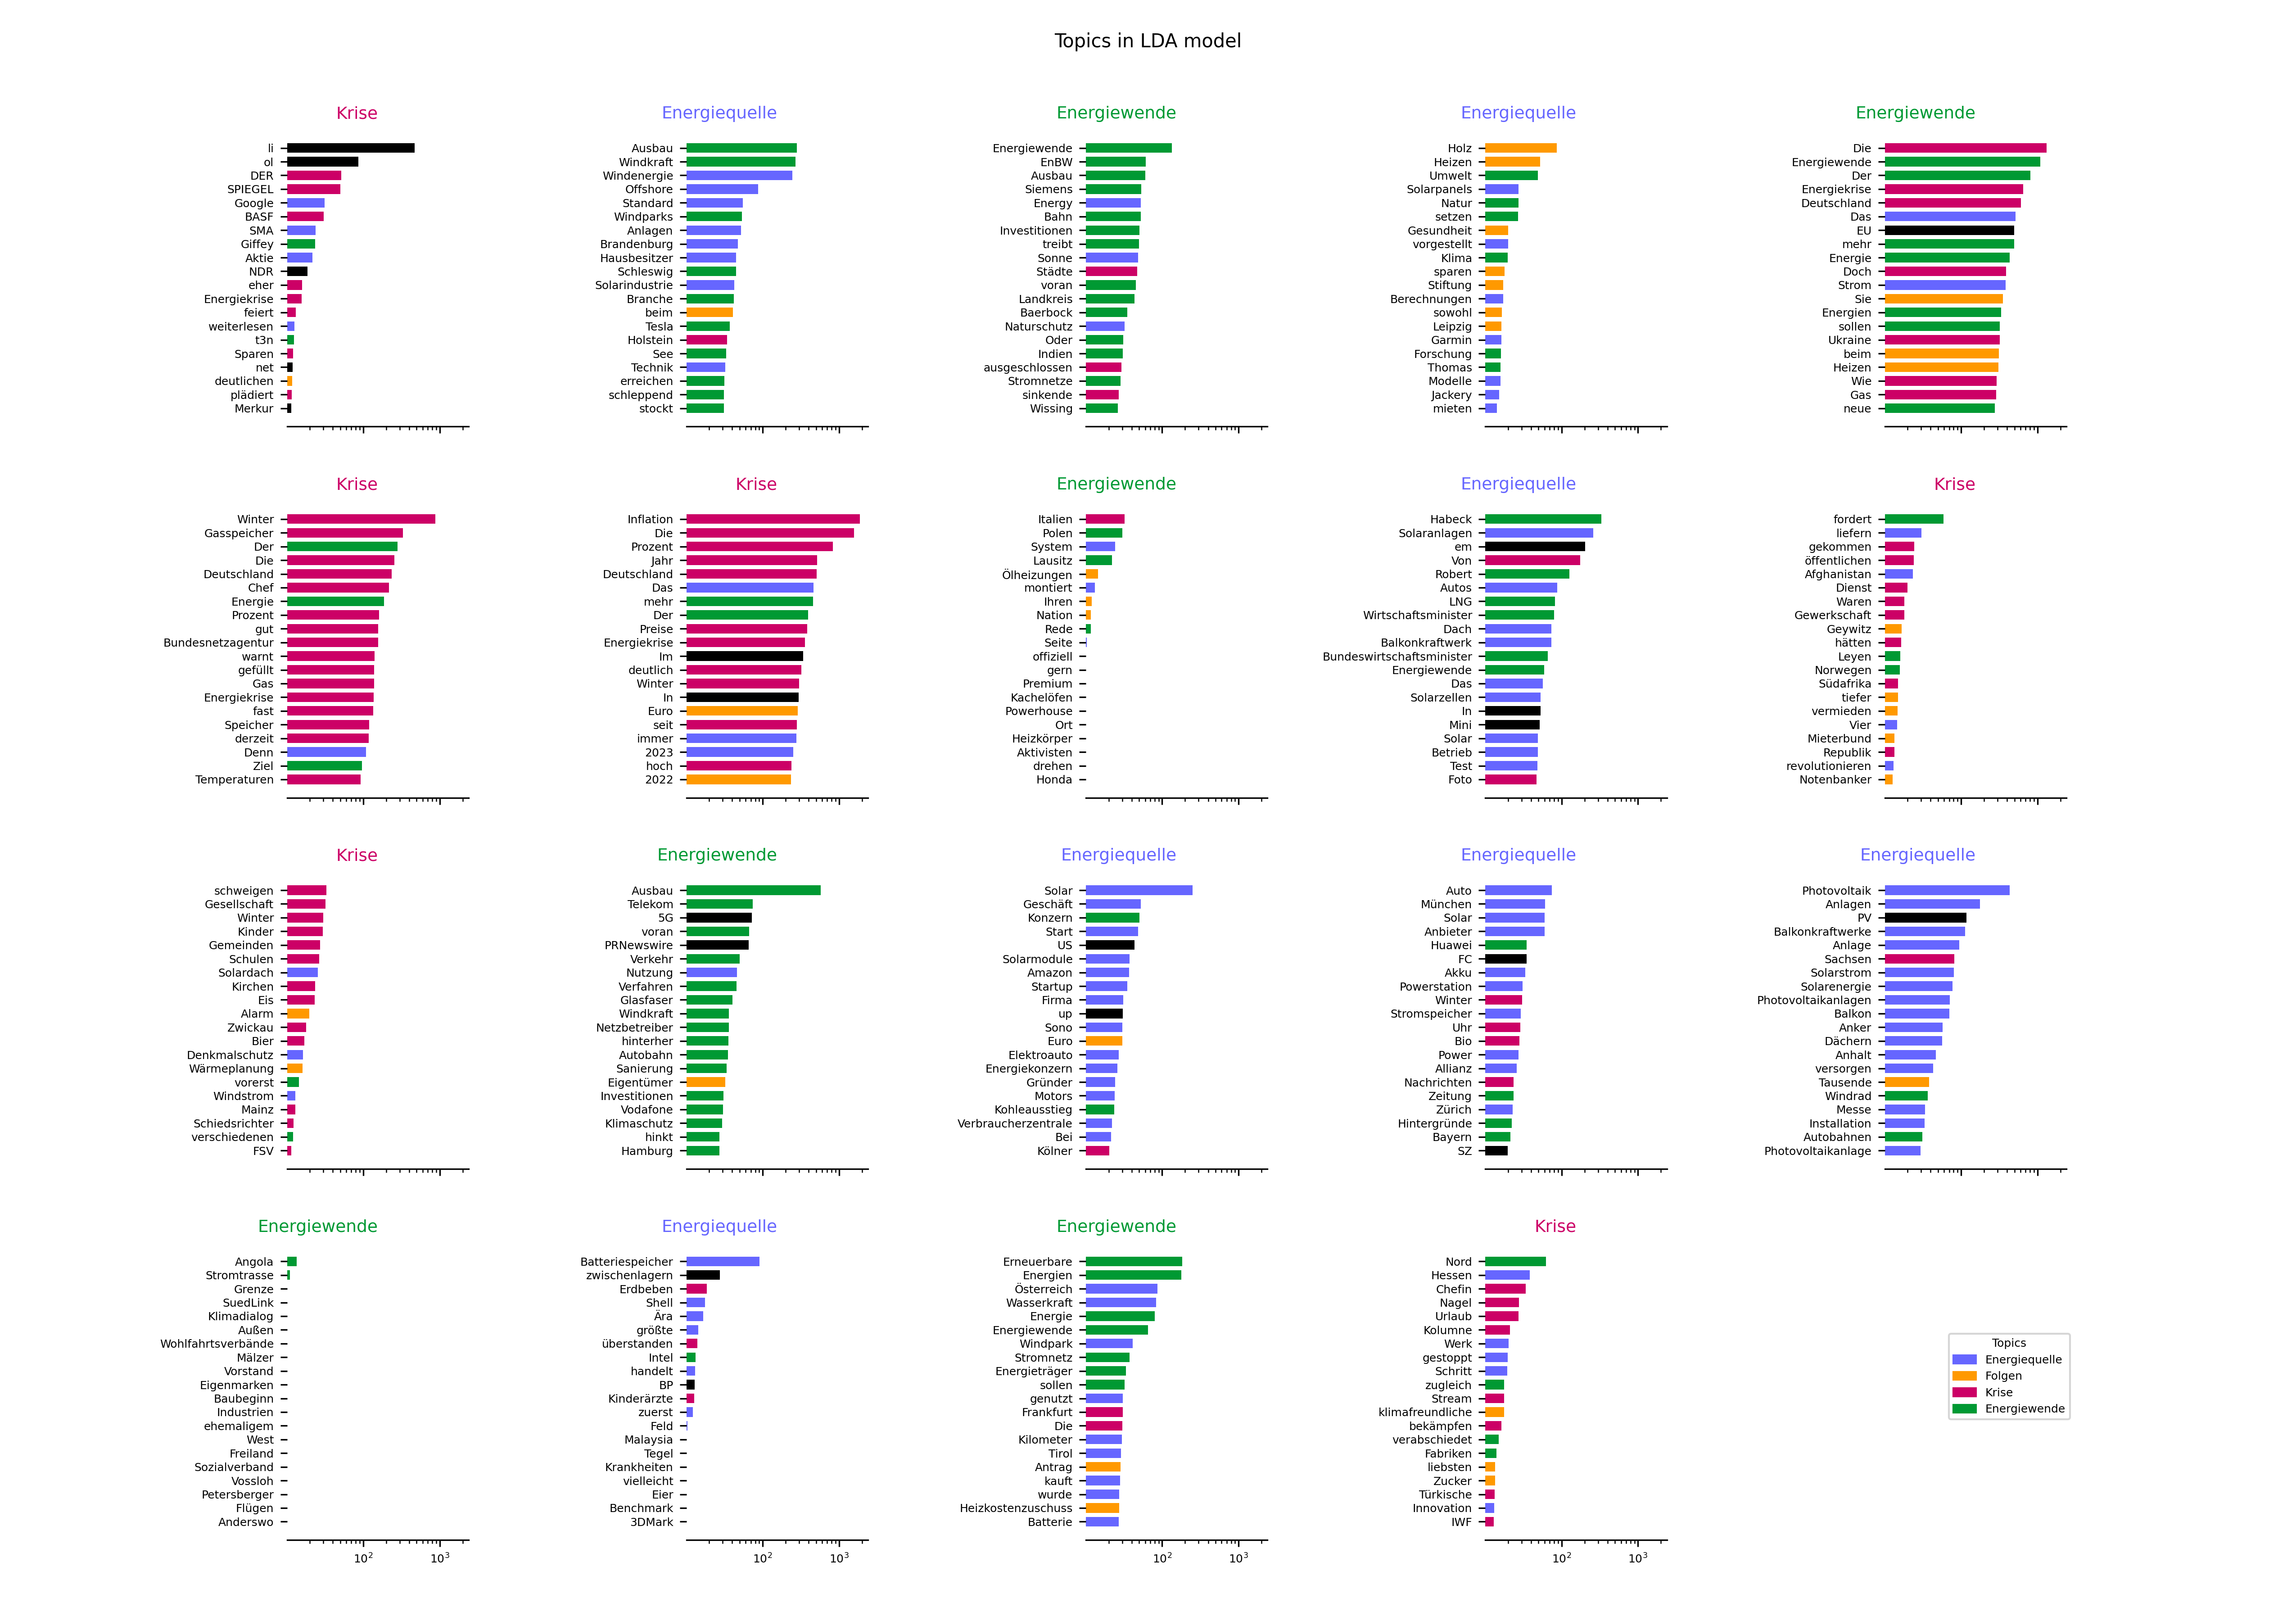 Topics in LDA model
Krise
li
ol
DER
SPIEGEL
Google
BASF
SMA
Giffey
Aktie
NDR
eher
Energiekrise
feiert
weiterlesen
t3n
Sparen
net
deutlichen
plädiert
Merkur
Energiequelle
Ausbau
Windkraft
Windenergie
Offshore
Standard
Windparks
Anlagen
Brandenburg
Hausbesitzer
Schleswig
Solarindustrie
Branche
beim
Tesla
Holstein
See
Technik
erreichen
schleppend
stockt
Energiewende
Energiewende
EnBW
Ausbau
Siemens
Energy
Bahn
Investitionen
treibt
Sonne
Städte
voran
Landkreis
Baerbock
Naturschutz
Oder
Indien
ausgeschlossen
Stromnetze
sinkende
Wissing
Energiequelle
Holz
Heizen
Umwelt
Solarpanels
Natur
setzen
Gesundheit
vorgestellt
Klima
sparen
Stiftung
Berechnungen
sowohl
Leipzig
Garmin
Forschung
Thomas
Modelle
Jackery
mieten
Energiewende
Die
Energiewende
Der
Energiekrise
Deutschland
Das
EU
mehr
Energie
Doch
Strom
Sie
Energien
sollen
Ukraine
beim
Heizen
Wie
Gas
neue
Krise
Winter
Gasspeicher
Der
Die
Deutschland
Chef
Energie
Prozent
gut
Bundesnetzagentur
warnt
gefüllt
Gas
Energiekrise
fast
Speicher
derzeit
Denn
Ziel
Temperaturen
Krise
Inflation
Die
Prozent
Jahr
Deutschland
Das
mehr
Der
Preise
Energiekrise
Im
deutlich
Winter
In
Euro
seit
immer
2023
hoch
2022
Energiewende
Italien
Polen
System
Lausitz
Ölheizungen
montiert
Ihren
Nation
Rede
Seite
offiziell
gern
Premium
Kachelöfen
Powerhouse
Ort
Heizkörper
Aktivisten
drehen
Honda
Energiequelle
Habeck
Solaranlagen
em
Von
Robert
Autos
LNG
Wirtschaftsminister
Dach
Balkonkraftwerk
Bundeswirtschaftsminister
Energiewende
Das
Solarzellen
In
Mini
Solar
Betrieb
Test
Foto
Krise
fordert
liefern
gekommen
öffentlichen
Afghanistan
Dienst
Waren
Gewerkschaft
Geywitz
hätten
Leyen
Norwegen
Südafrika
tiefer
vermieden
Vier
Mieterbund
Republik
revolutionieren
Notenbanker
Krise
schweigen
Gesellschaft
Winter
Kinder
Gemeinden
Schulen
Solardach
Kirchen
Eis
Alarm
Zwickau
Bier
Denkmalschutz
Wärmeplanung
vorerst
Windstrom
Mainz
Schiedsrichter
verschiedenen
FSV
Energiewende
Ausbau
Telekom
5G
voran
PRNewswire
Verkehr
Nutzung
Verfahren
Glasfaser
Windkraft
Netzbetreiber
hinterher
Autobahn
Sanierung
Eigentümer
Investitionen
Vodafone
Klimaschutz
hinkt
Hamburg
Energiequelle
Solar
Geschäft
Konzern
Start
US
Solarmodule
Amazon
Startup
Firma
up
Sono
Euro
Elektroauto
Energiekonzern
Gründer
Motors
Kohleausstieg
Verbraucherzentrale
Bei
Kölner
Energiequelle
Auto
München
Solar
Anbieter
Huawei
FC
Akku
Powerstation
Winter
Stromspeicher
Uhr
Bio
Power
Allianz
Nachrichten
Zeitung
Zürich
Hintergründe
Bayern
SZ
Energiequelle
Photovoltaik
Anlagen
PV
Balkonkraftwerke
Anlage
Sachsen
Solarstrom
Solarenergie
Photovoltaikanlagen
Balkon
Anker
Dächern
Anhalt
versorgen
Tausende
Windrad
Messe
Installation
Autobahnen
Photovoltaikanlage
Energiewende
Angola
Stromtrasse
Grenze
SuedLink
Klimadialog
Außen
Wohlfahrtsverbände
Mälzer
Vorstand
Eigenmarken
Baubeginn
Industrien
ehemaligem
West
Freiland
Sozialverband
Vossloh
Petersberger
Flügen
Anderswo
10² 10³
Energiequelle
Batteriespeicher
zwischenlagern
Erdbeben
Shell
Ära
größte
überstanden
Intel
handelt
BP
Kinderärzte
zuerst
Feld
Malaysia
Tegel
Krankheiten
vielleicht
Eier
Benchmark
3DMark
10² 10³
Energiewende
Erneuerbare
Energien
Österreich
Wasserkraft
Energie
Energiewende
Windpark
Stromnetz
Energieträger
sollen
genutzt
Frankfurt
Die
Kilometer
Tirol
Antrag
kauft
wurde
Heizkostenzuschuss
Batterie
10² 10³
Krise
Nord
Hessen
Chefin
Nagel
Urlaub
Kolumne
Werk
gestoppt
Schritt
zugleich
Stream
klimafreundliche
bekämpfen
verabschiedet
Fabriken
liebsten
Zucker
Türkische
Innovation
IWF
10² 10³
Topics
Energiequelle
Folgen
Krise
Energiewende